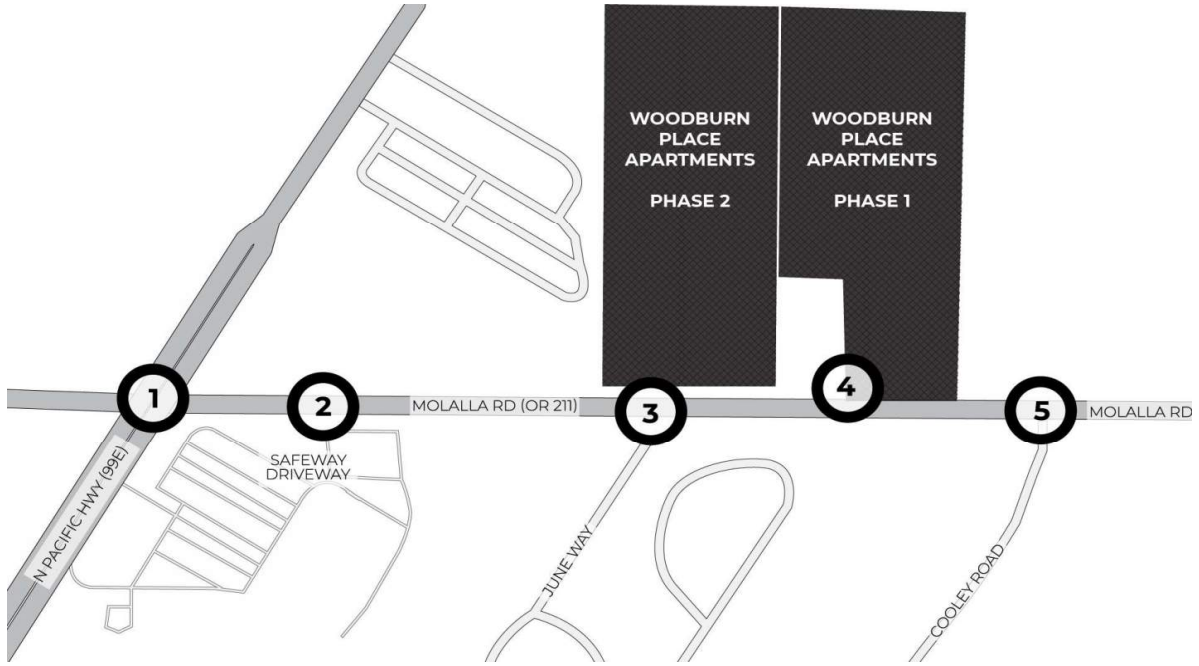 WOODBURN
PLACE
APARTMENTS
PHASE 2
WOODBURN
PLACE
APARTMENTS
PHASE 1
1
2
MOLALLA RD (OR 211)
3
4
5
MOLALLA RD
SAFEWAY
DRIVEWAY
N PACIFIC HWY (99E)
JUNE WAY
COOLEY ROAD